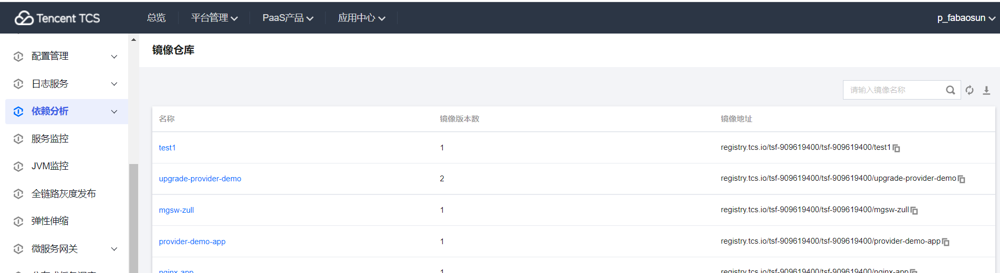 Tencent TCS 总览 平台管理 PaaS产品 应用中心 p_fabaosun
配置管理
日志服务
依赖分析
服务监控
JVM监控
全链路灰度发布
弹性伸缩
微服务网关
镜像仓库
请输入镜像名称
名称 镜像版本数 镜像地址
test1 1 registry.tcs.io/tsf-909619400/tsf-909619400/test1
upgrade-provider-demo 2 registry.tcs.io/tsf-909619400/tsf-909619400/upgrade-provider-demo
mgsw-zull 1 registry.tcs.io/tsf-909619400/tsf-909619400/mgsw-zull
provider-demo-app 1 registry.tcs.io/tsf-909619400/tsf-909619400/provider-demo-app
nginx-app 1 registry.tcs.io/tsf-909619400/tsf-909619400/nginx-app